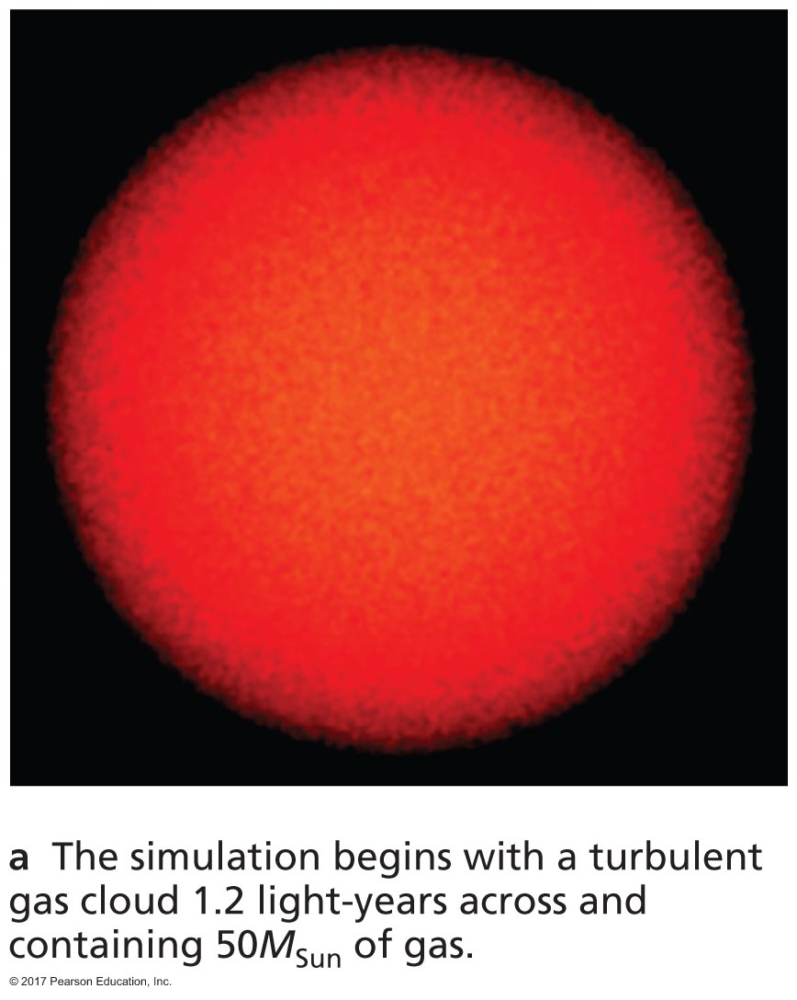 a The simulation begins with a turbulent
gas cloud 1.2 light-years across and
containing 50MSun of gas.
© 2017 Pearson Education, Inc.